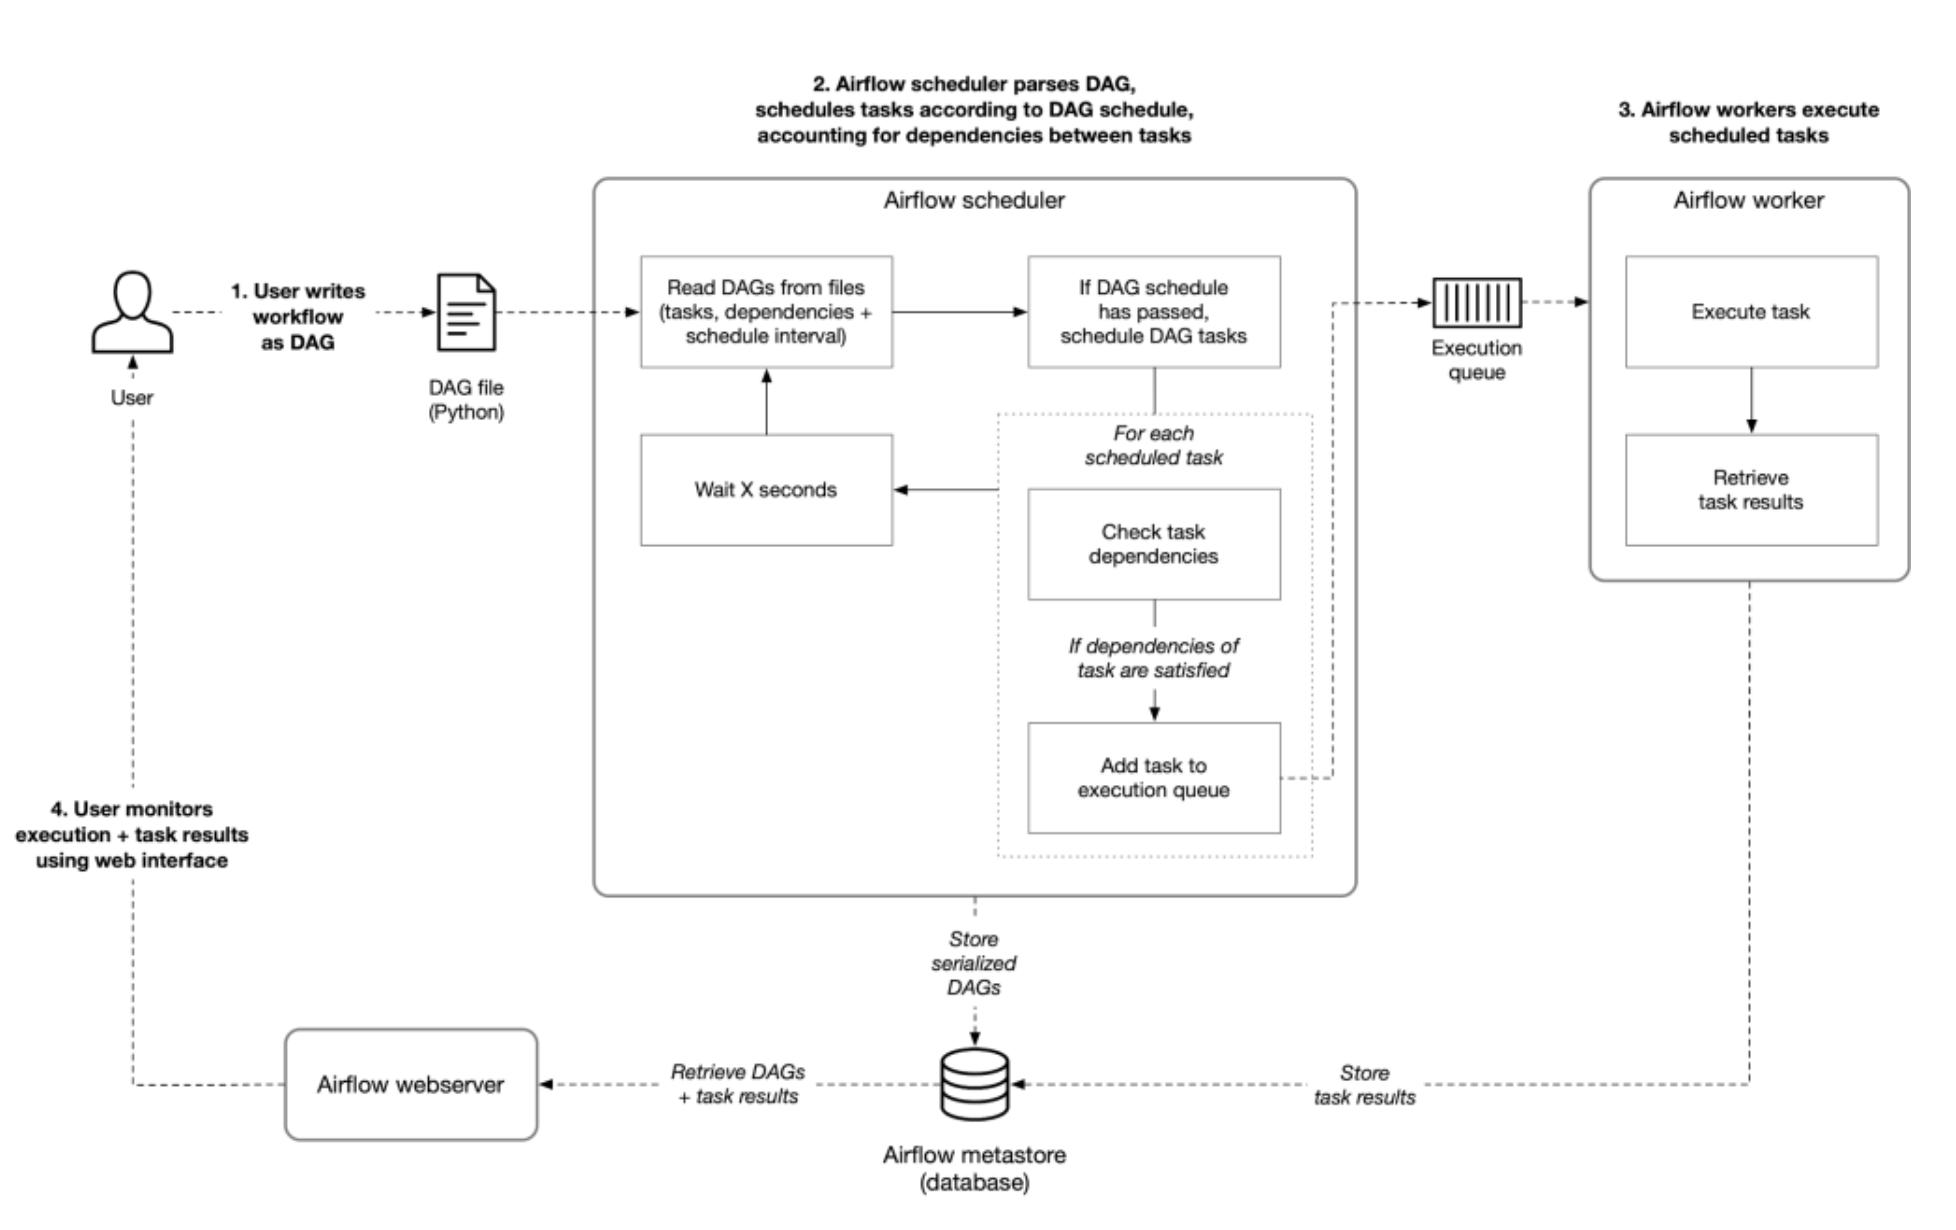 2. Airflow scheduler parses DAG,
schedules tasks according to DAG schedule,
accounting for dependencies between tasks
3. Airflow workers execute
scheduled tasks
Airflow scheduler
Airflow worker
1. User writes
workflow
as DAG
User
DAG file
(Python)
Read DAGs from files
(tasks, dependencies +
schedule interval)
If DAG schedule
has passed,
schedule DAG tasks
Execution
queue
Execute task
Wait X seconds
For each
scheduled task
Check task
dependencies
If dependencies of
task are satisfied
Add task to
execution queue
Retrieve
task results
4. User monitors
execution + task results
using web interface
Store
serialized
DAGs
Airflow webserver
Retrieve DAGs
+ task results
Store
task results
Airflow metastore
(database)